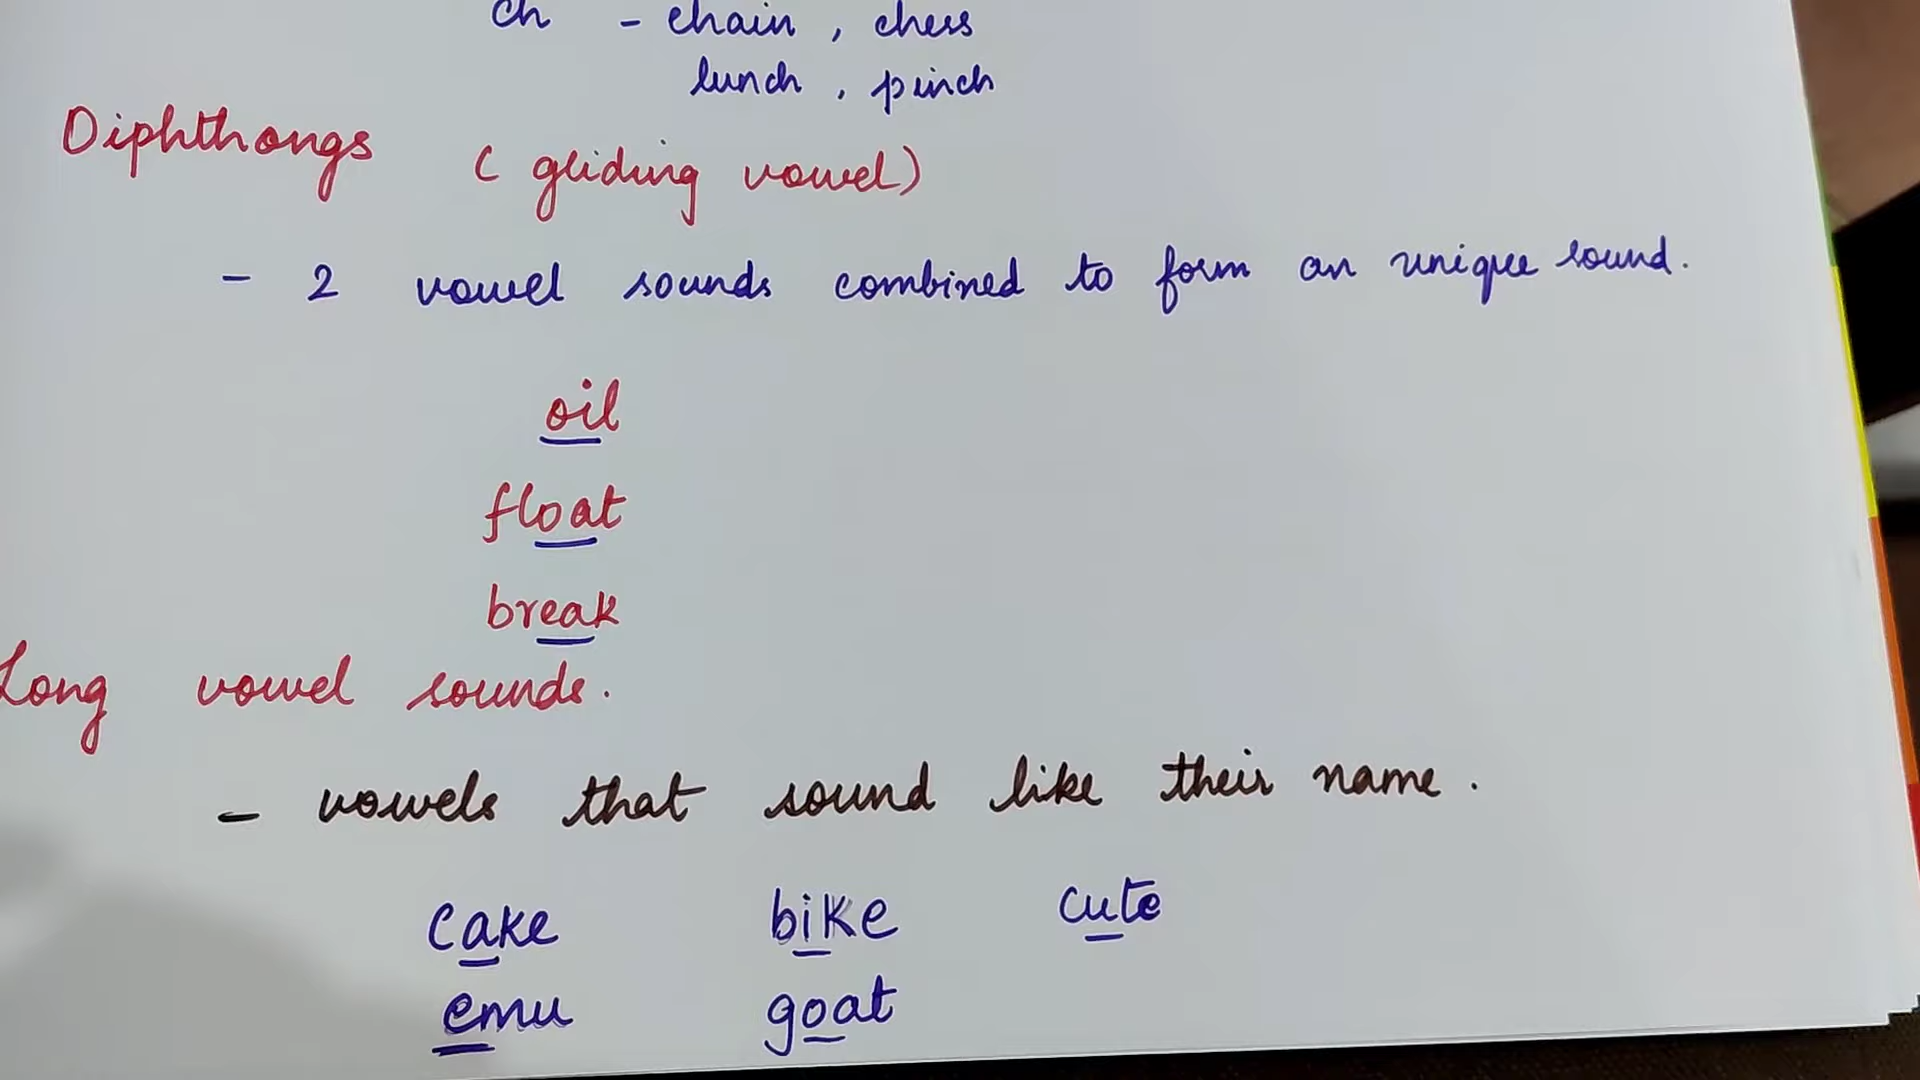 ch - chain, chess
lunch, pinch
Diphthongs (gliding vowel)
- 2 vowel sounds combined to form an unique sound.
oil
float
break
Long vowel sounds.
- vowels that sound like their name.
cake bike cute
emu goat